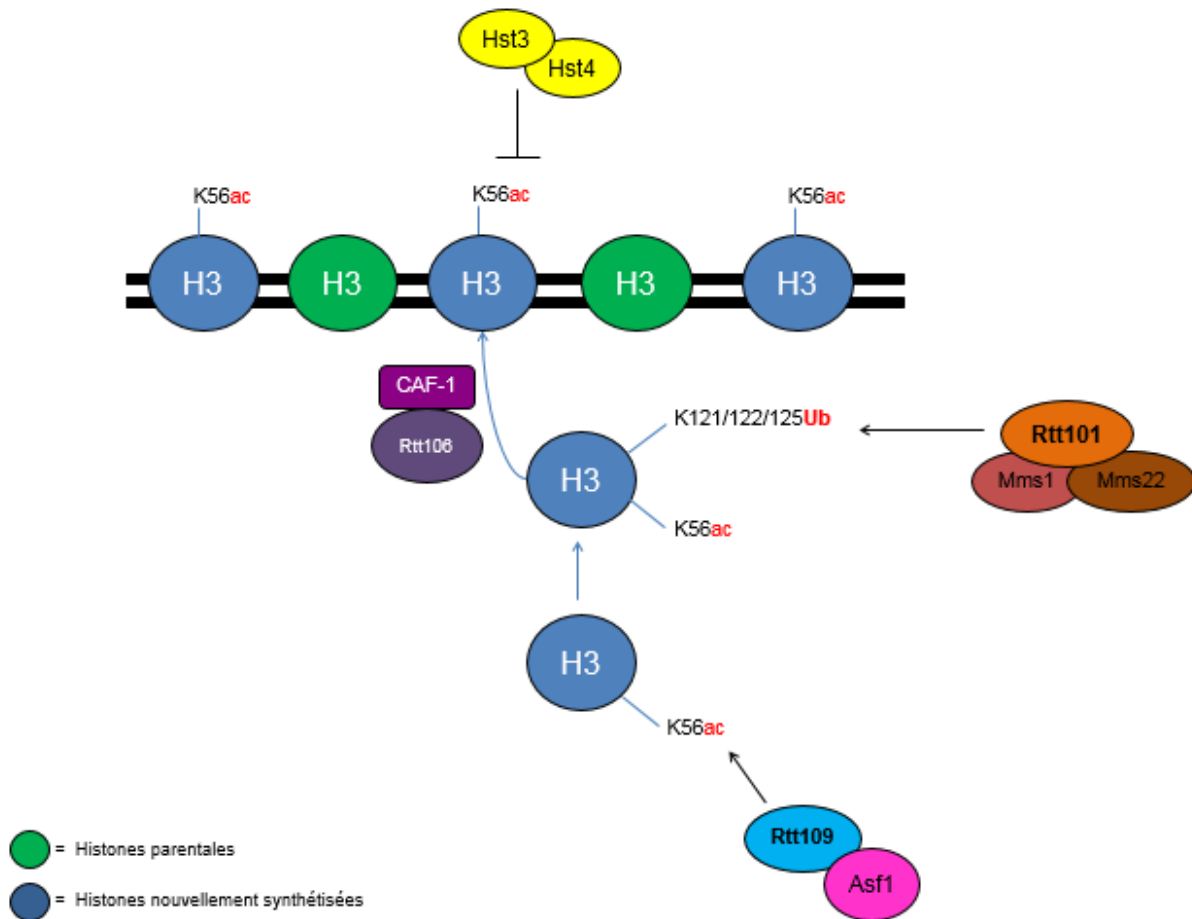 Hst3
Hst4
K56ac
K56ac
K56ac
H3
H3
H3
H3
H3
CAF-1
Rtt106
K121/122/125Ub
Rtt101
Mms1
Mms22
H3
K56ac
H3
K56ac
Rtt109
Asf1
= Histones parentales
= Histones nouvellement synthétisées